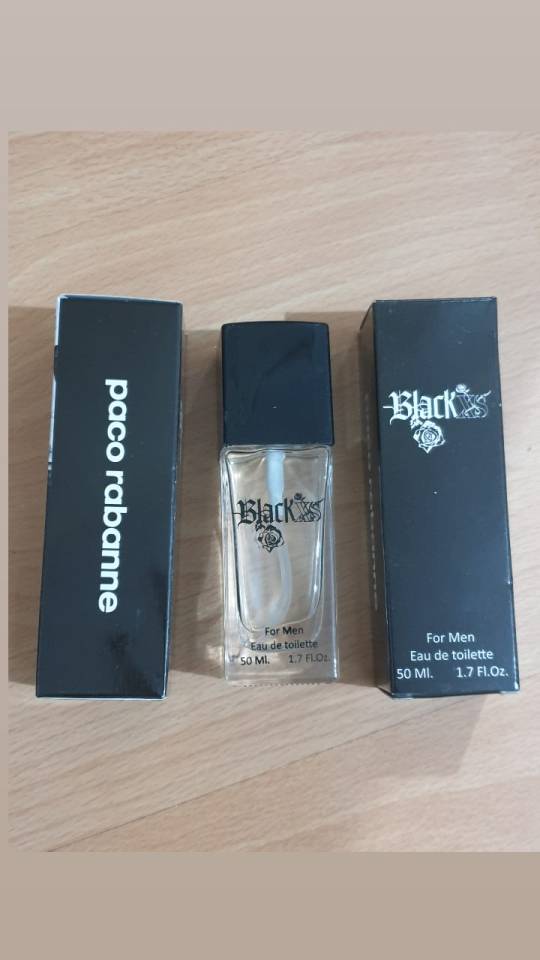 paco rabanne
BlackXS
For Men
Eau de toilette
50 Ml. 1.7 Fl.Oz.
BlackXS
For Men
Eau de toilette
50 Ml. 1.7 Fl.Oz.